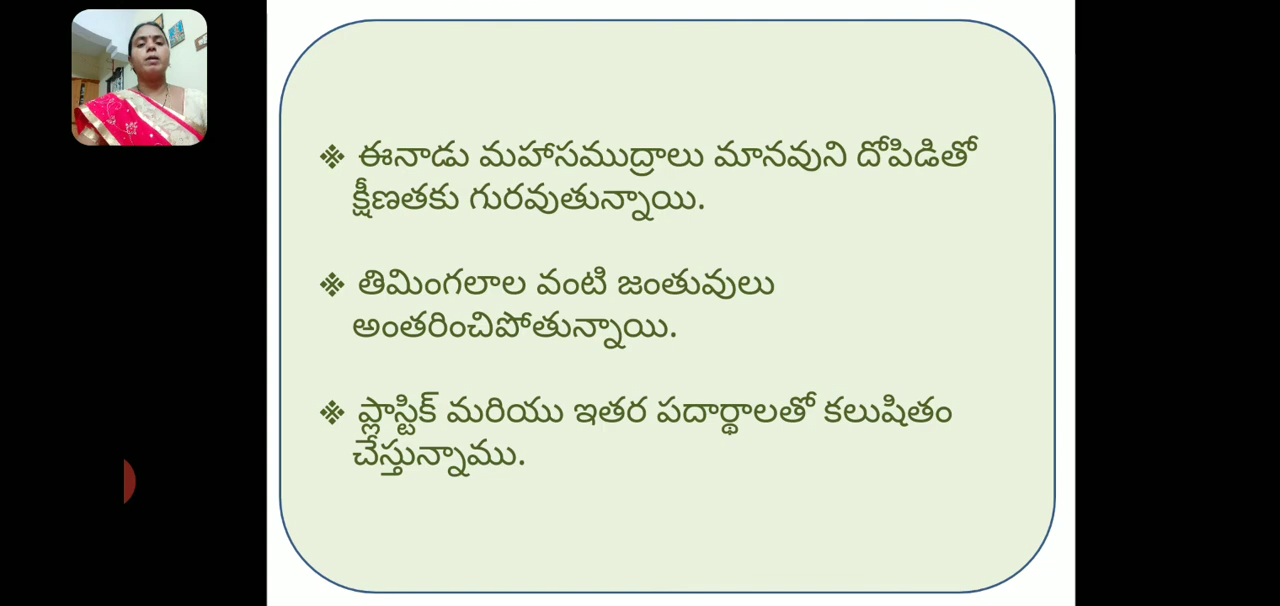 ❖ ఈనాడు మహాసముద్రాలు మానవుని దోపిడితో
క్షీణతకు గురవుతున్నాయి.
❖ తిమింగలాల వంటి జంతువులు
అంతరించిపోతున్నాయి.
❖ ప్లాస్టిక్ మరియు ఇతర పదార్థాలతో కలుషితం
చేస్తున్నాము.